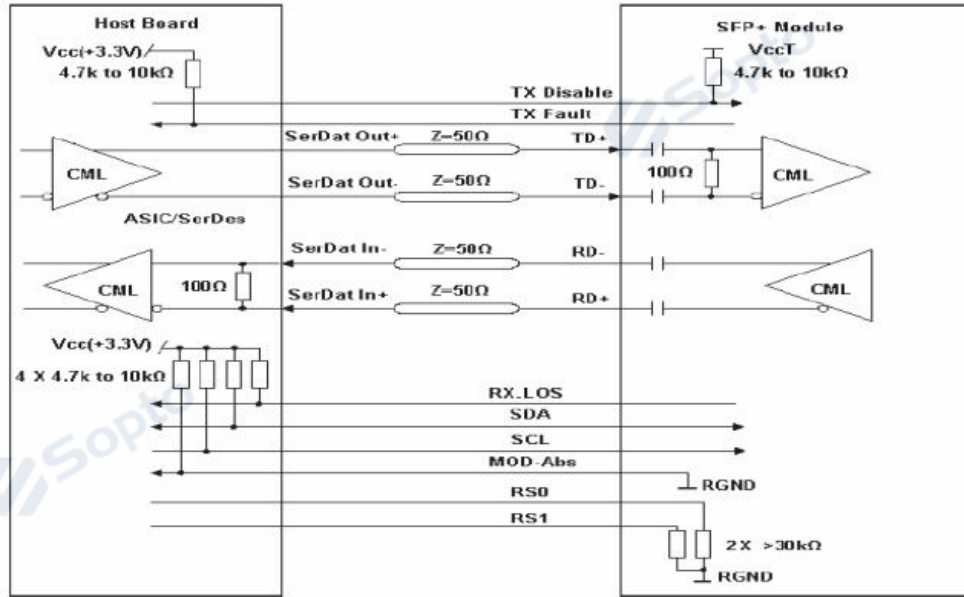 Host Board
SFP+ Module
Vcc(+3.3V)
4.7k to 10kΩ
VccT
4.7k to 10kΩ
TX Disable
TX Fault
SerDat Out+
Z=50Ω
TD+
CML
100Ω
CML
SerDat Out-
Z=50Ω
TD-
ASIC/SerDes
SerDat In-
Z=50Ω
RD-
CML
100Ω
CML
SerDat In+
Z=50Ω
RD+
Vcc(+3.3V)
4 X 4.7k to 10kΩ
RX_LOS
SDA
SCL
MOD-Abs
RGND
RS0
RS1
2X >30kΩ
RGND
Sopto
Sopto